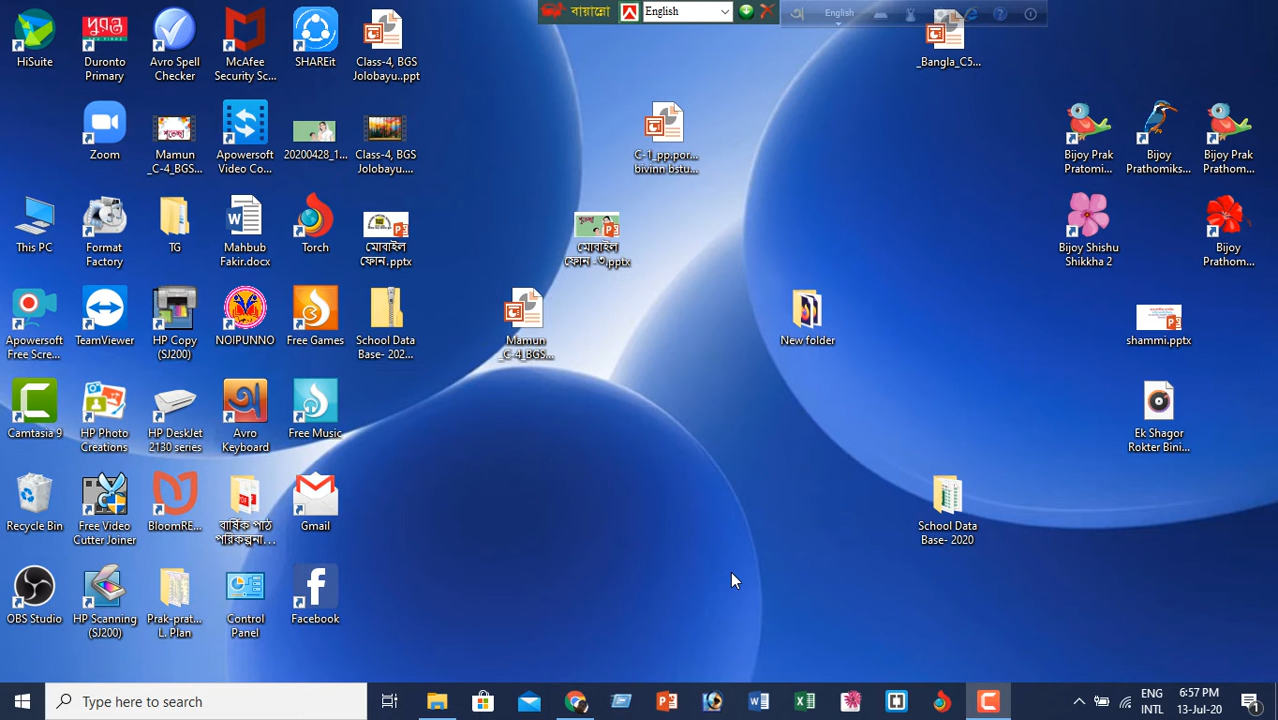 বায়ান্নো English English
HiSuite
Duronto
Primary
Avro Spell
Checker
McAfee
Security Sc...
SHAREit
Class-4, BGS
Jolobayu..ppt
_Bangla_C5...
Zoom
Mamun
_C-4_BGS...
Apowersoft
Video Co...
20200428_1...
Class-4, BGS
Jolobayu....
C-1_pp.por...
bivinn bstu...
Bijoy Prak
Pratomi...
Bijoy
Prathomiks...
Bijoy Prak
Prathom...
This PC
Format
Factory
TG
Mahbub
Fakir.docx
Torch
মোবাইল
ফোন.pptx
মোবাইল
ফোন -৩.pptx
Bijoy Shishu
Shikkha 2
Bijoy
Prathom...
Apowersoft
Free Scre...
TeamViewer
HP Copy
(SJ200)
NOIPUNNO
Free Games
School Data
Base- 202...
Mamun
_C-4_BGS...
New folder
shammi.pptx
Camtasia 9
HP Photo
Creations
HP DeskJet
2130 series
Avro
Keyboard
Free Music
Ek Shagor
Rokter Bini...
Recycle Bin
Free Video
Cutter Joiner
BloomRE...
বার্ষিক পাঠ
পরিকল্পনা...
Gmail
School Data
Base- 2020
OBS Studio
HP Scanning
(SJ200)
Prak-prat...
L. Plan
Control
Panel
Facebook
Type here to search
ENG
INTL
6:57 PM
13-Jul-20
1